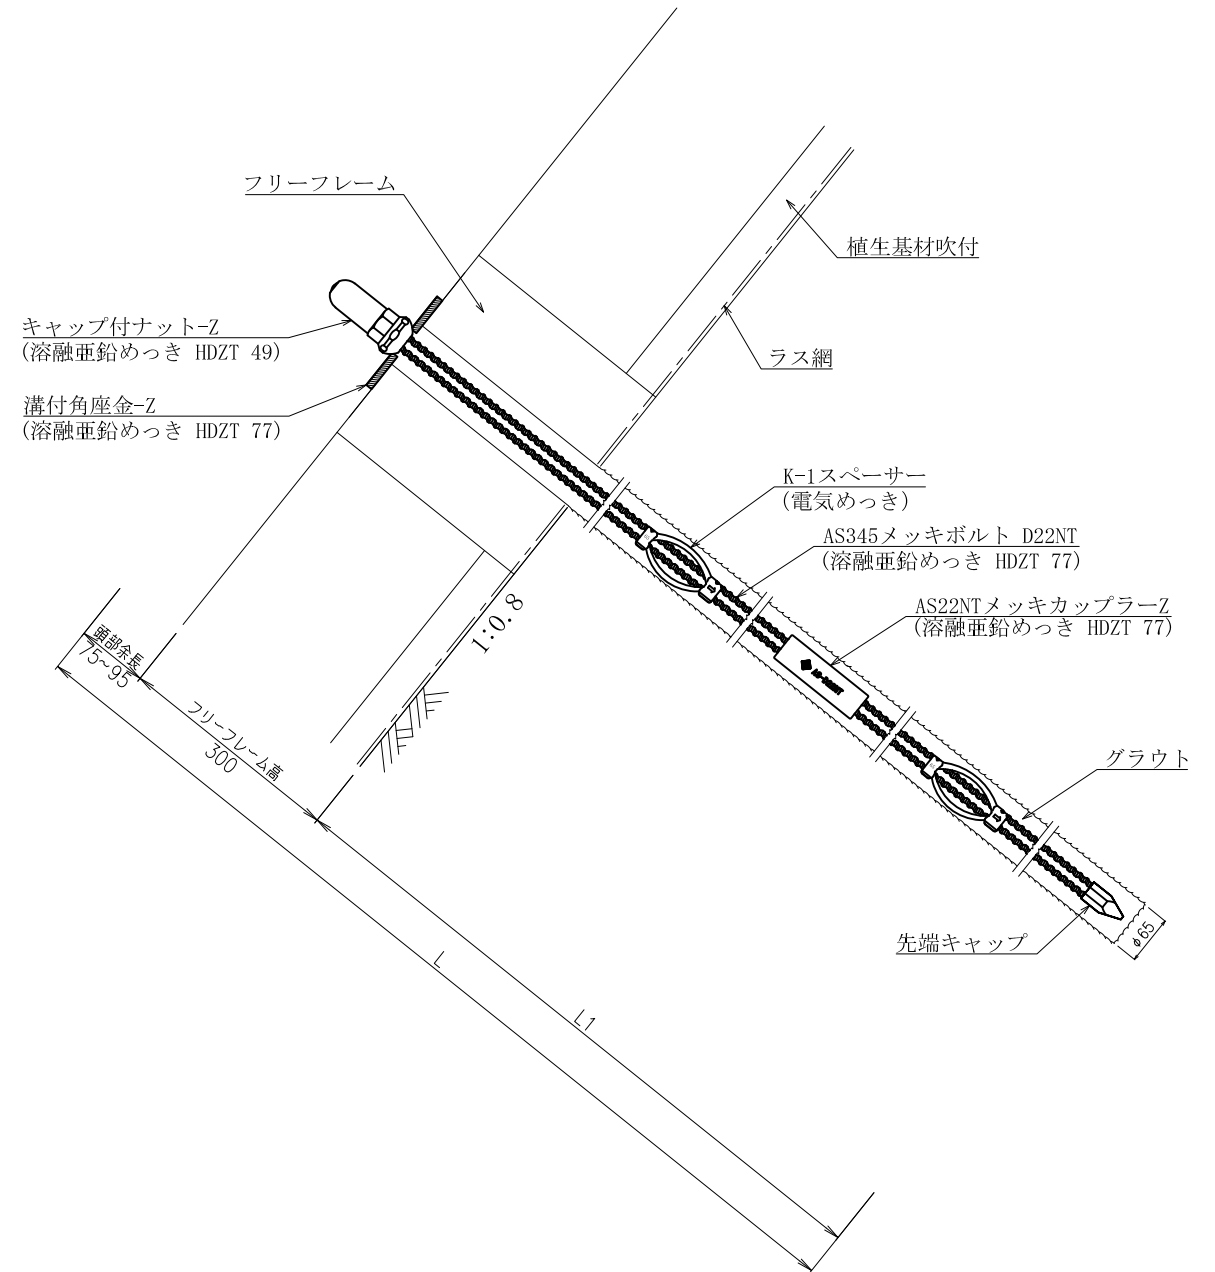 フリーフレーム
植生基材吹付
キャップ付ナット-Z
(溶融亜鉛めっき HDZT 49)
ラス網
溝付角座金-Z
(溶融亜鉛めっき HDZT 77)
K-1スペーサー
(電気めっき)
AS345メッキボルト D22NT
(溶融亜鉛めっき HDZT 77)
AS22NTメッキカップラーZ
(溶融亜鉛めっき HDZT 77)
1:0.8
頭部余長
75~95
フリーフレーム高
300
グラウト
先端キャップ
φ65
L
L1